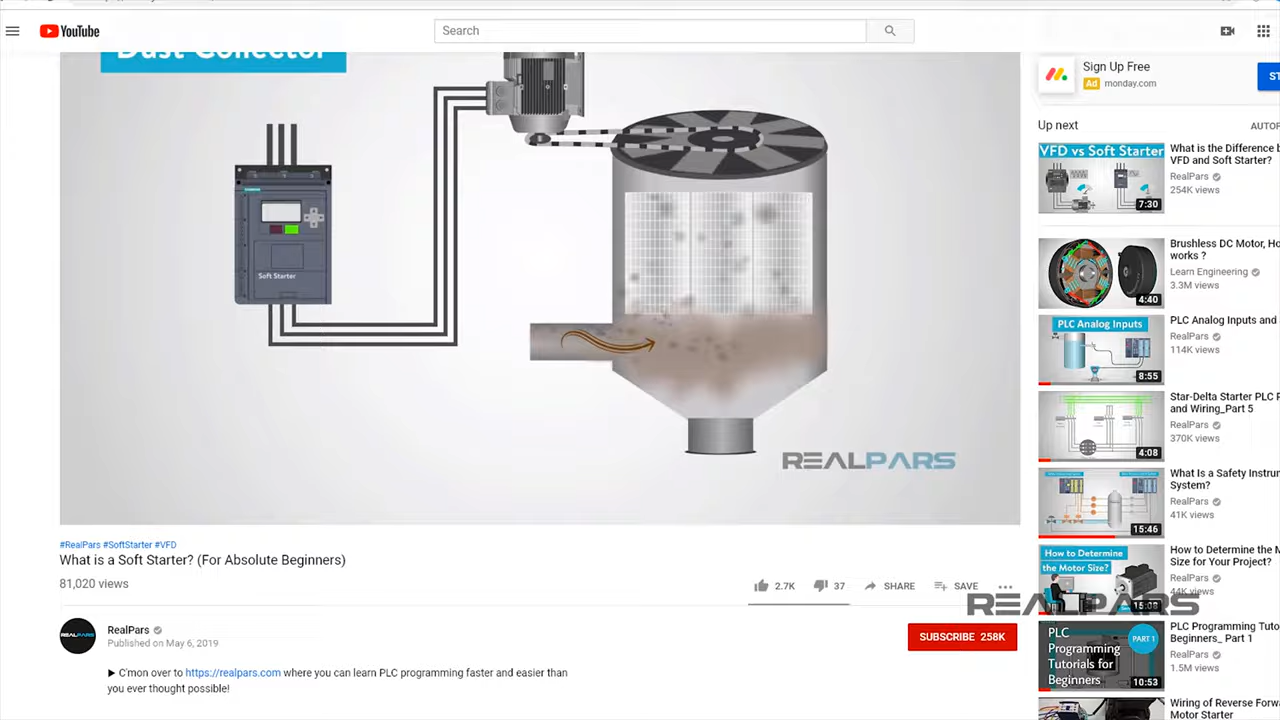 YouTube
Search
Dust Collector
Soft Starter
REALPARS
#RealPars #SoftStarter #VFD
What is a Soft Starter? (For Absolute Beginners)
81,020 views
2.7K
37
SHARE
SAVE
REALPARS
RealPars
Published on May 6, 2019
SUBSCRIBE 258K
► C'mon over to https://realpars.com where you can learn PLC programming faster and easier than
you ever thought possible!
Sign Up Free
Ad monday.com
Up next
VFD vs Soft Starter
7:30
What is the Difference
VFD and Soft Starter?
RealPars
254K views
4:40
Brushless DC Motor,
works ?
Learn Engineering
3.3M views
PLC Analog Inputs
8:55
PLC Analog Inputs and
RealPars
114K views
4:08
Star-Delta Starter PLC
and Wiring_Part 5
RealPars
370K views
15:46
What Is a Safety
System?
RealPars
41K views
How to Determine
the Motor Size?
15:08
How to Determine the
Size for Your Project?
RealPars
44K views
REALPARS
PLC
Programming
Tutorials for
Beginners
PART 1
10:53
PLC Programming
Beginners_ Part 1
RealPars
1.5M views
Wiring of Reverse
Motor Starter